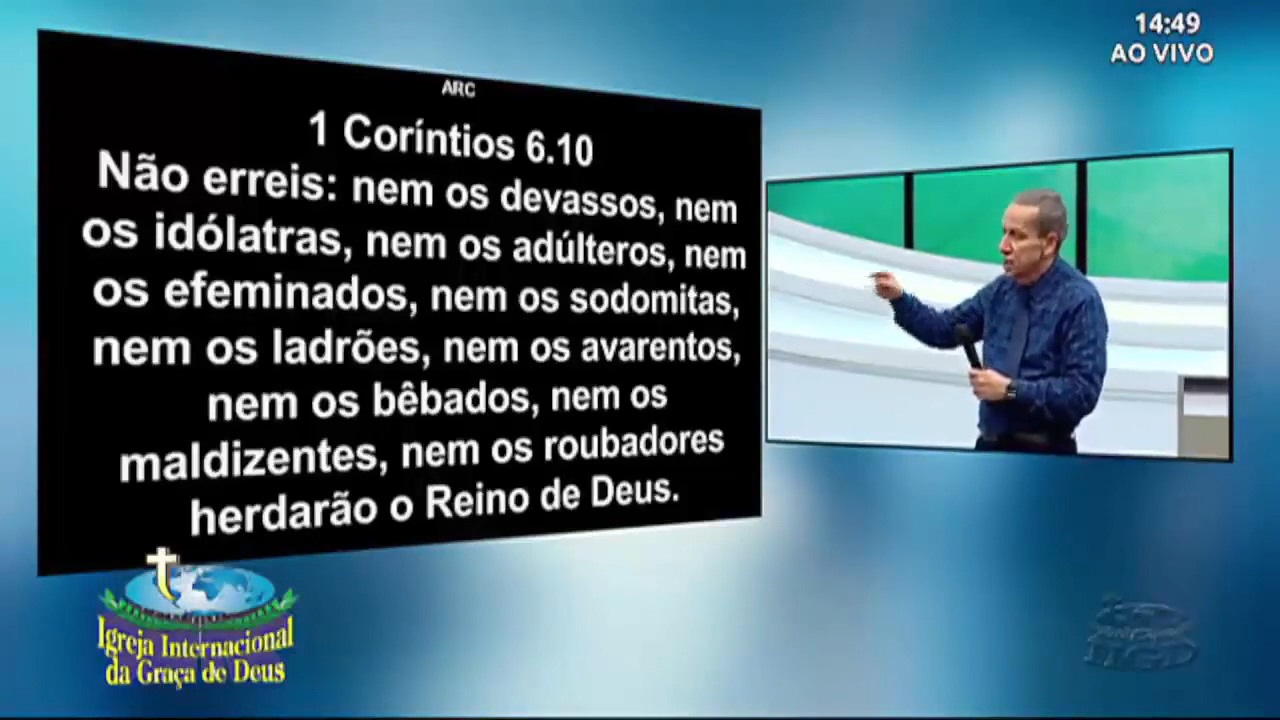 14:49
AO VIVO
ARC
1 Coríntios 6.10
Não erreis: nem os devassos, nem
os idólatras, nem os adúlteros, nem
os efeminados, nem os sodomitas,
nem os ladrões, nem os avarentos,
nem os bêbados, nem os
maldizentes, nem os roubadores
herdarão o Reino de Deus.
Igreja Internacional
da Graça de Deus